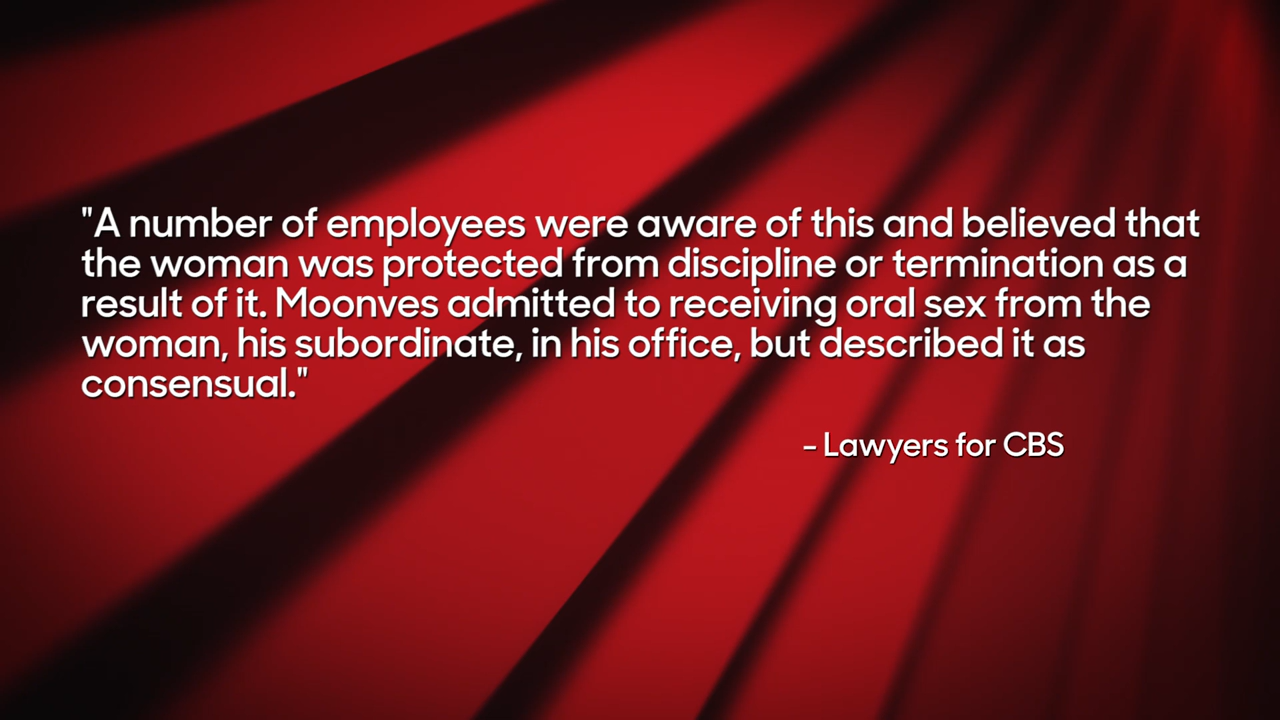 "A number of employees were aware of this and believed that
the woman was protected from discipline or termination as a
result of it. Moonves admitted to receiving oral sex from the
woman, his subordinate, in his office, but described it as
consensual."
– Lawyers for CBS